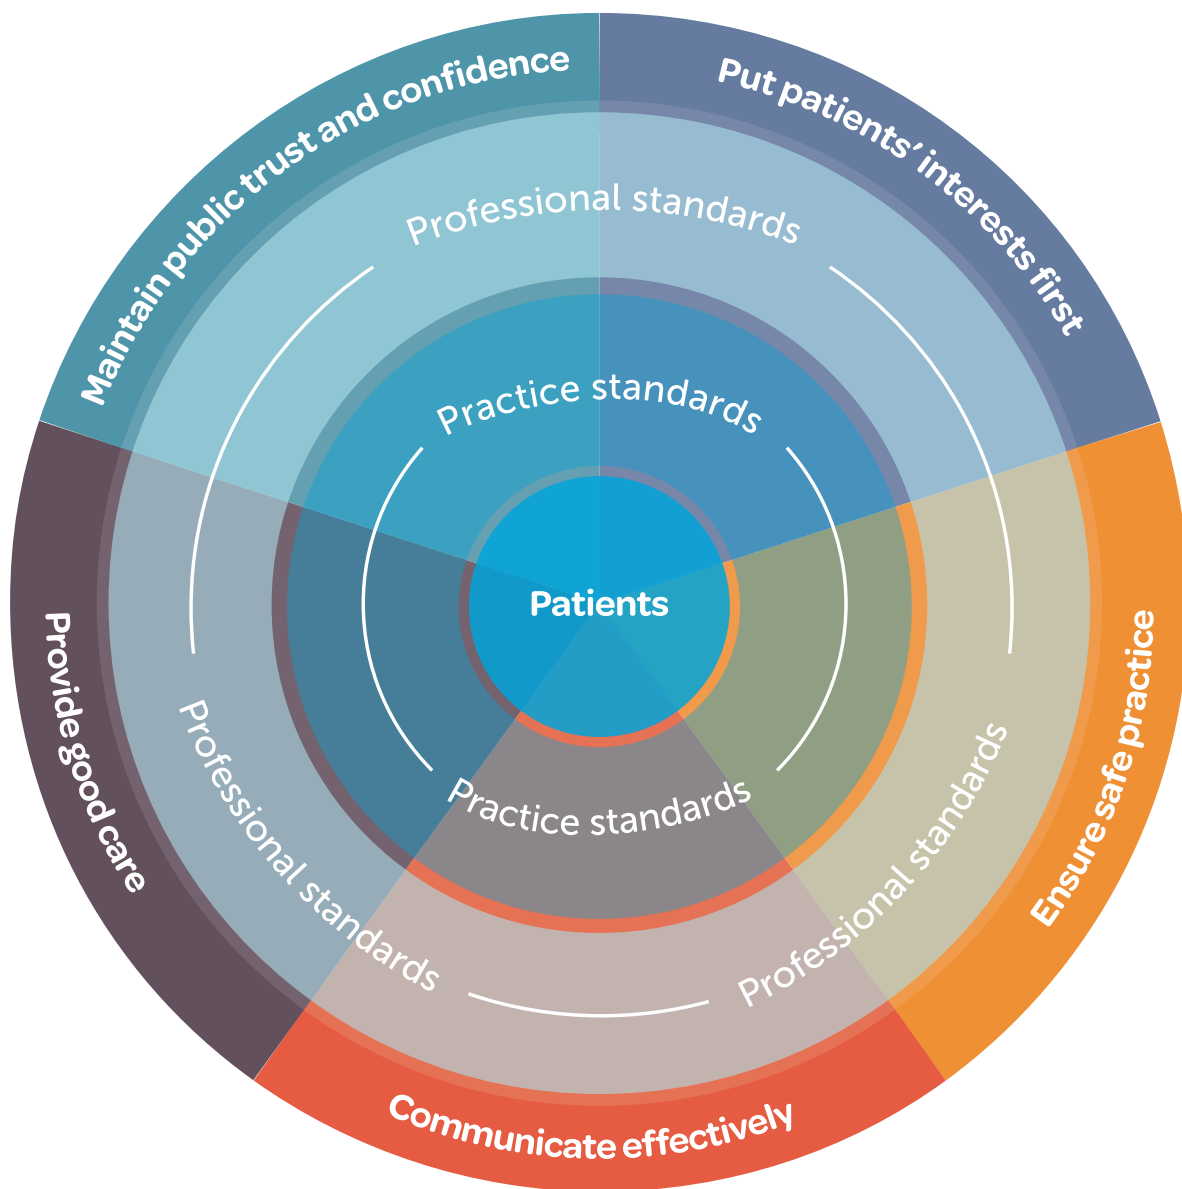 Maintain public trust and confidence
Put patients’ interests first
Professional standards
Practice standards
Patients
Provide good care
Ensure safe practice
Practice standards
Professional standards
Professional standards
Communicate effectively